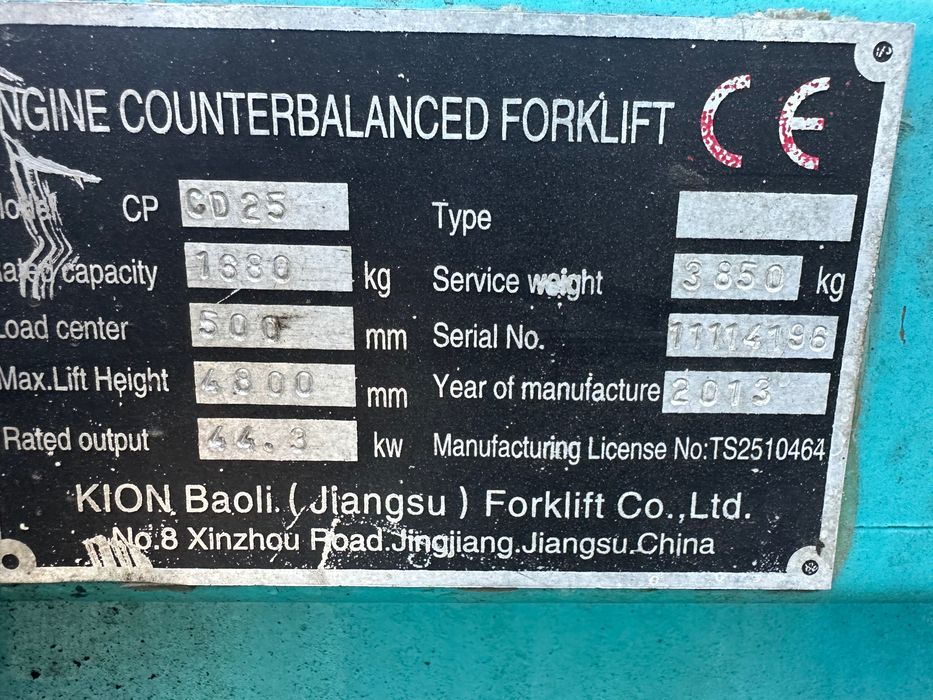 NGINE COUNTERBALANCED FORKLIFT CE
Model CP CD25 Type
Rated capacity 1680 kg Service weight 3850 kg
Load center 500 mm Serial No. 11114196
Max.Lift Height 4800 mm Year of manufacture 2013
Rated output 44.3 kw Manufacturing License No:TS2510464
KION Baoli ( Jiangsu ) Forklift Co.,Ltd.
No.8 Xinzhou Road.Jingjiang.Jiangsu.China